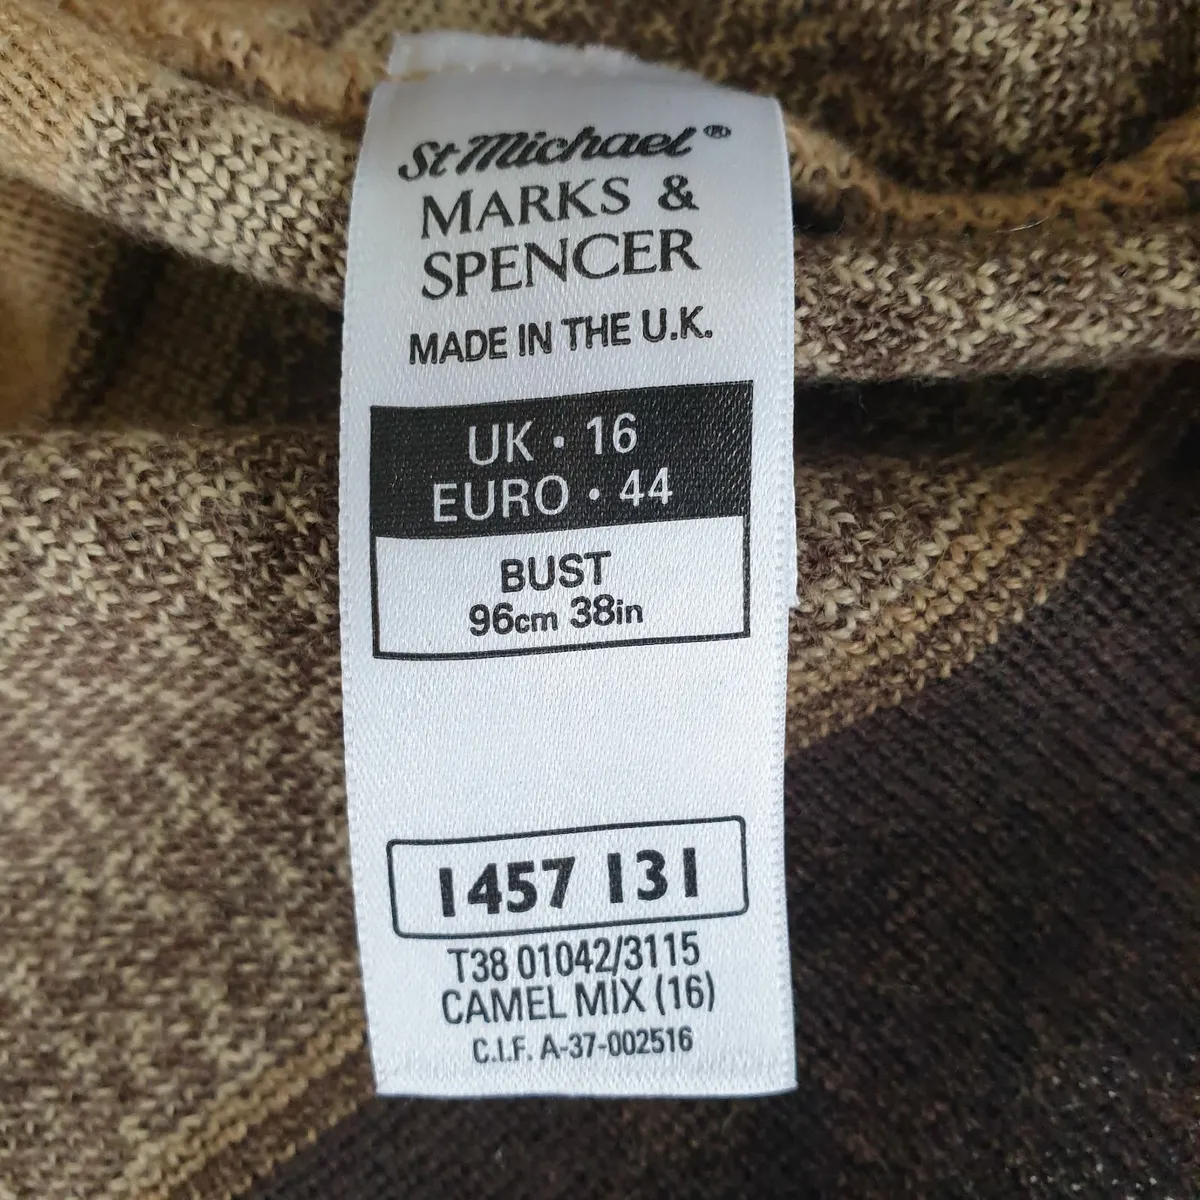 St Michael®
MARKS &
SPENCER
MADE IN THE U.K.
UK · 16
EURO · 44
BUST
96cm 38in
1457 131
T38 01042/3115
CAMEL MIX (16)
C.I.F. A-37-002516